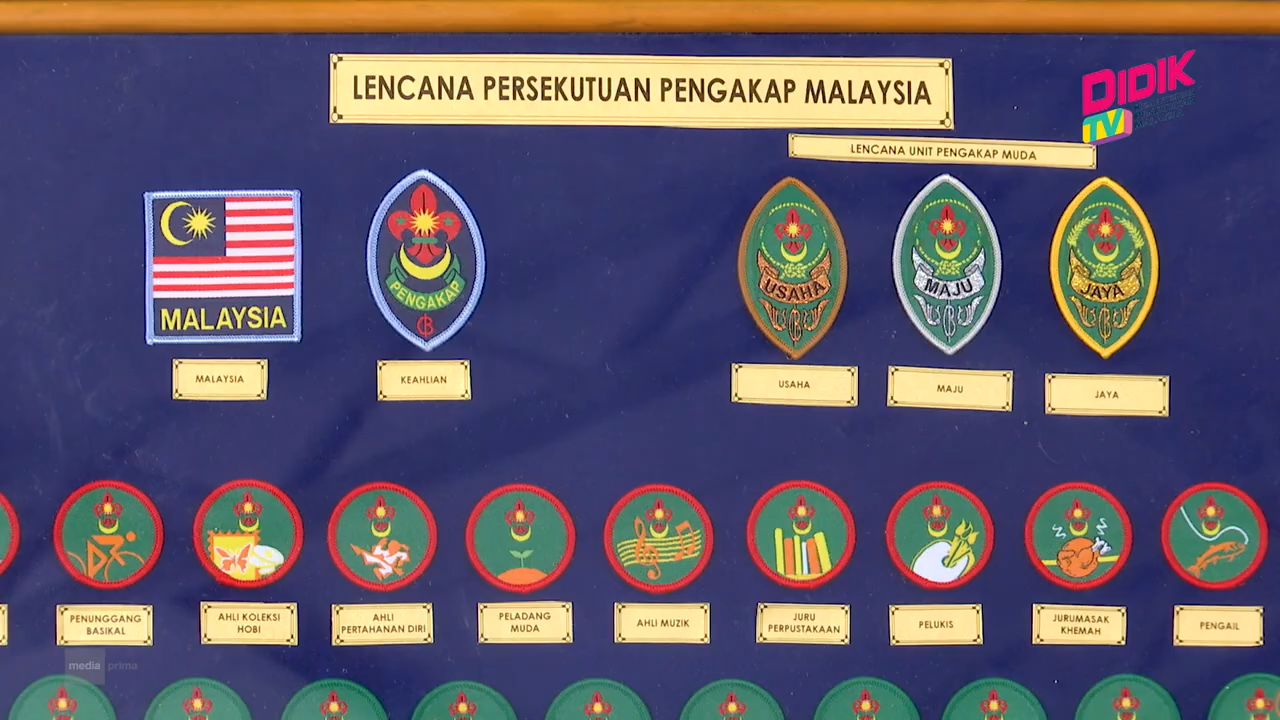 LENCANA PERSEKUTUAN PENGAKAP MALAYSIA
DIDIK
TV
LENCANA UNIT PENGAKAP MUDA
MALAYSIA
PENGAKAP
USAHA
MAJU
JAYA
MALAYSIA
KEAHLIAN
USAHA
MAJU
JAYA
PENUNGGANG
BASIKAL
AHLI KOLEKSI
HOBI
AHLI
PERTAHANAN DIRI
PELADANG
MUDA
AHLI MUZIK
JURU
PERPUSTAKAAN
PELUKIS
JURUMASAK
KHEMAH
PENGAIL
media prima